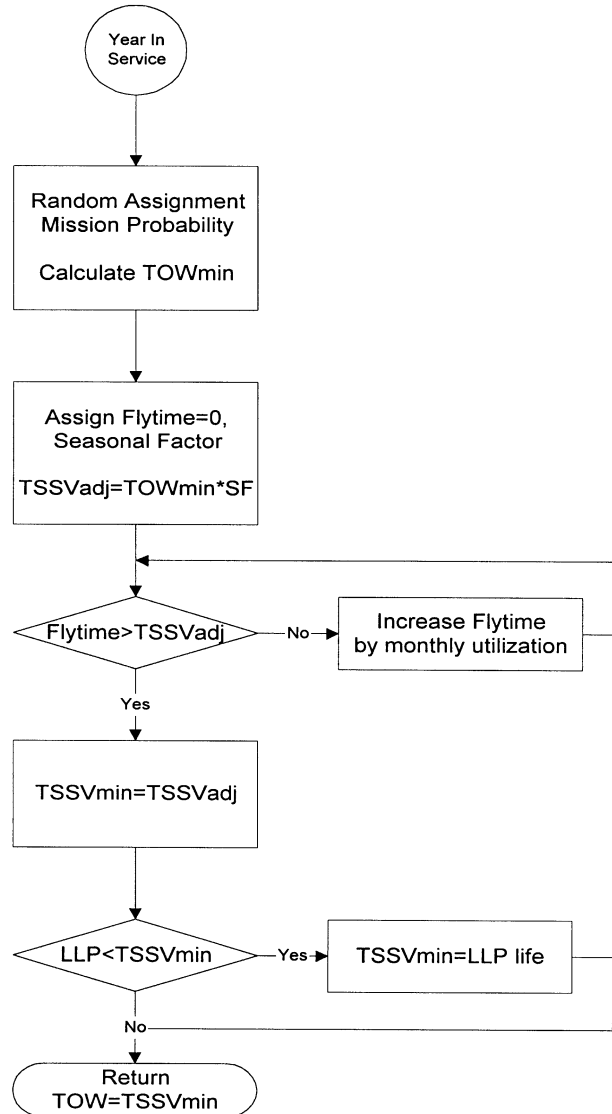 Year In
Service
Random Assignment
Mission Probability
Calculate TOWmin
Assign Flytime=0,
Seasonal Factor
TSSVadj=TOWmin*SF
Flytime>TSSVadj
No
Increase Flytime
by monthly utilization
Yes
TSSVmin=TSSVadj
LLP<TSSVmin
Yes
TSSVmin=LLP life
No
Return
TOW=TSSVmin